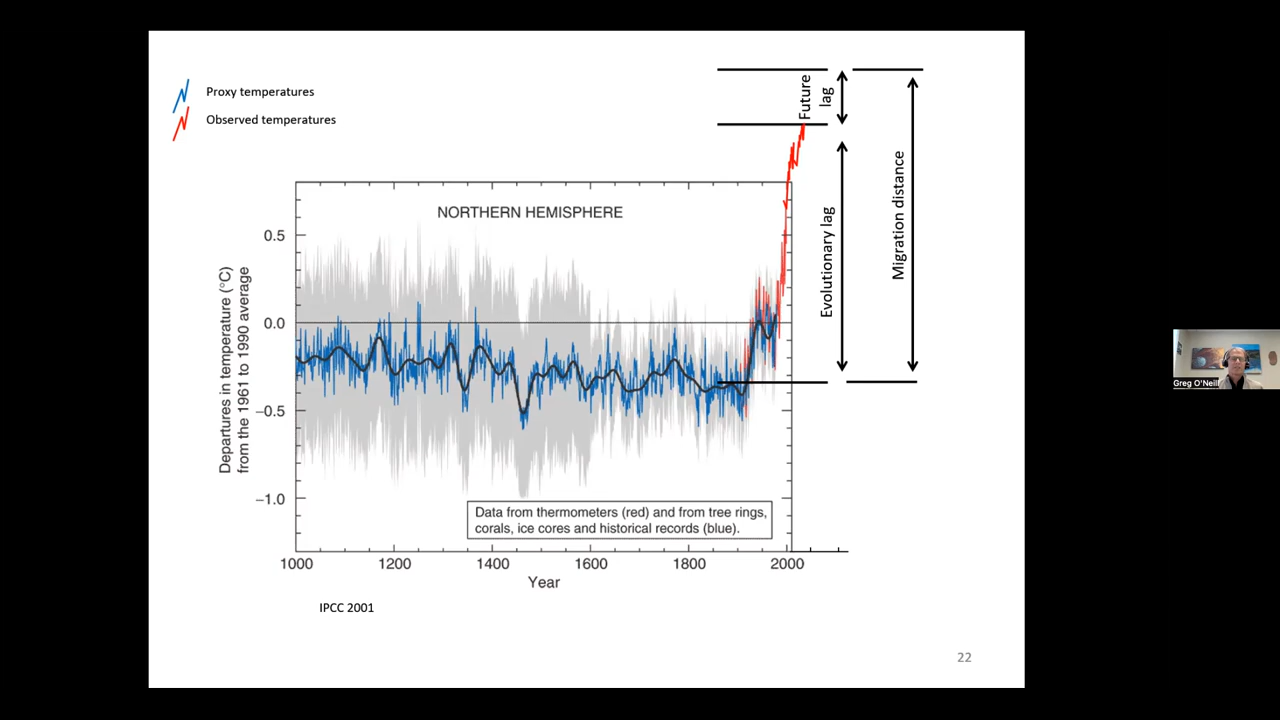 Proxy temperatures
Observed temperatures
Future
lag
Evolutionary lag
Migration distance
NORTHERN HEMISPHERE
Departures in temperature (°C)
from the 1961 to 1990 average
0.5
0.0
−0.5
−1.0
Data from thermometers (red) and from tree rings,
corals, ice cores and historical records (blue).
1000 1200 1400 1600 1800 2000
Year
IPCC 2001
22
Greg O'Neill